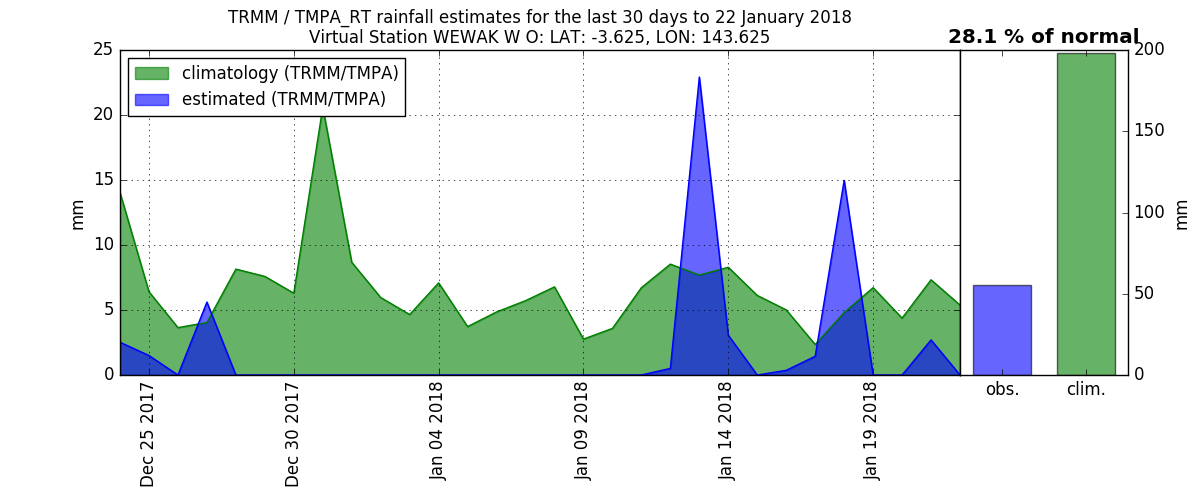 TRMM / TMPA_RT rainfall estimates for the last 30 days to 22 January 2018
Virtual Station WEWAK W O: LAT: -3.625, LON: 143.625
28.1 % of normal
climatology (TRMM/TMPA)
estimated (TRMM/TMPA)
25
20
15
10
5
0
mm
Dec 25 2017
Dec 30 2017
Jan 04 2018
Jan 09 2018
Jan 14 2018
Jan 19 2018
obs.
clim.
200
150
100
50
0
mm